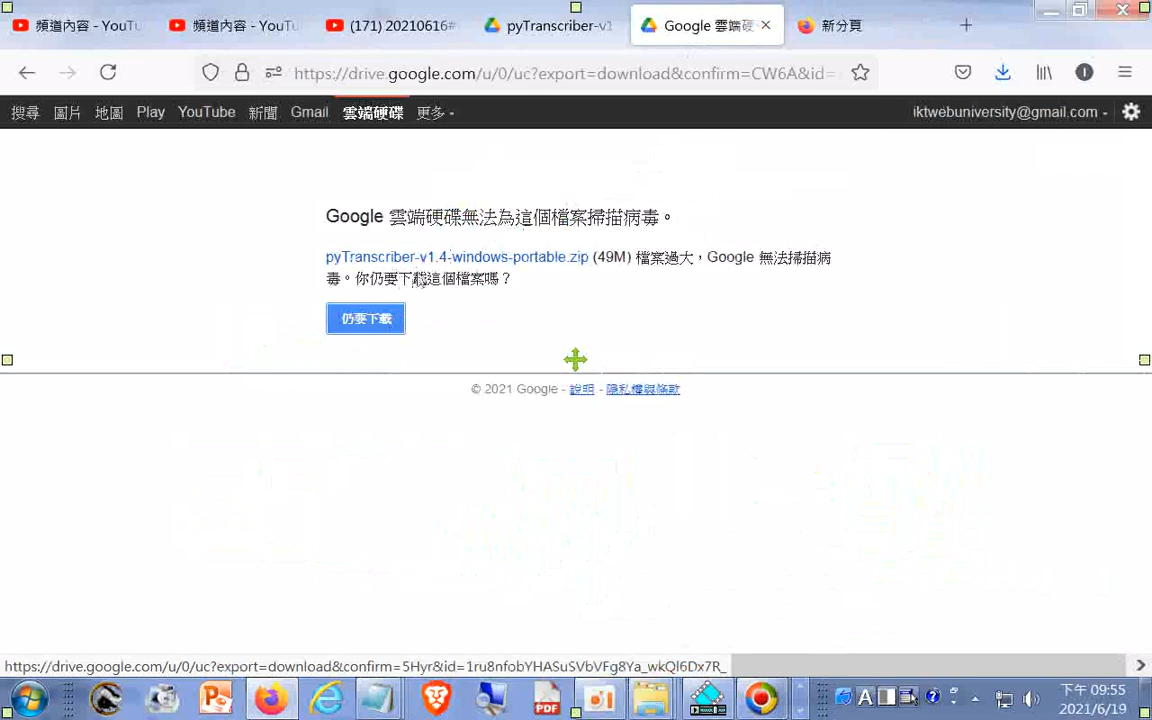 頻道內容 - YouTu
頻道內容 - YouTu
(171) 20210616#
pyTranscriber-v1
Google 雲端硬
新分頁
https://drive.google.com/u/0/uc?export=download&confirm=CW6A&id=
搜尋 圖片 地圖 Play YouTube 新聞 Gmail 雲端硬碟 更多
iktwebuniversity@gmail.com
Google 雲端硬碟無法為這個檔案掃描病毒。
pyTranscriber-v1.4-windows-portable.zip (49M) 檔案過大，Google 無法掃描病
毒。你仍要下載這個檔案嗎？
仍要下載
© 2021 Google - 說明 - 隱私權與條款
https://drive.google.com/u/0/uc?export=download&confirm=5Hyr&id=1ru8nfobYHASuSVbVFg8Ya_wkQl6Dx7R_
PDF
A
下午 09:55
2021/6/19